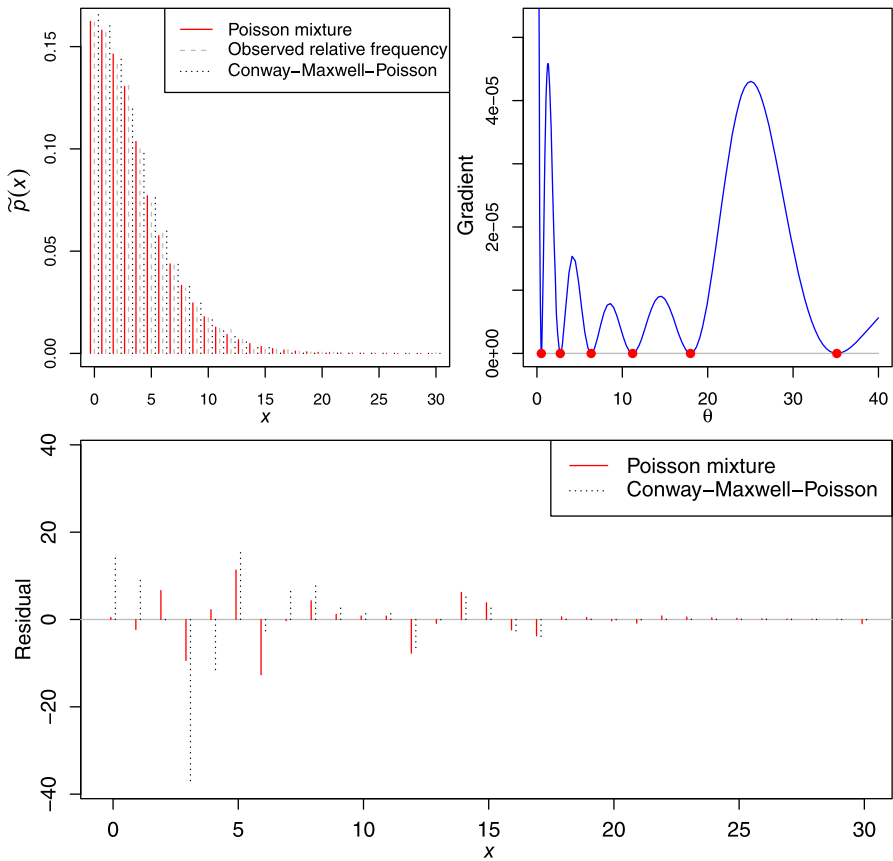 Poisson mixture
Observed relative frequency
Conway−Maxwell−Poisson
0.00
0.05
0.10
0.15
p̃(x)
0 5 10 15 20 25 30
x
Gradient
0e+00
2e−05
4e−05
0 10 20 30 40
θ
Poisson mixture
Conway−Maxwell−Poisson
Residual
40
20
0
−20
−40
0 5 10 15 20 25 30
x